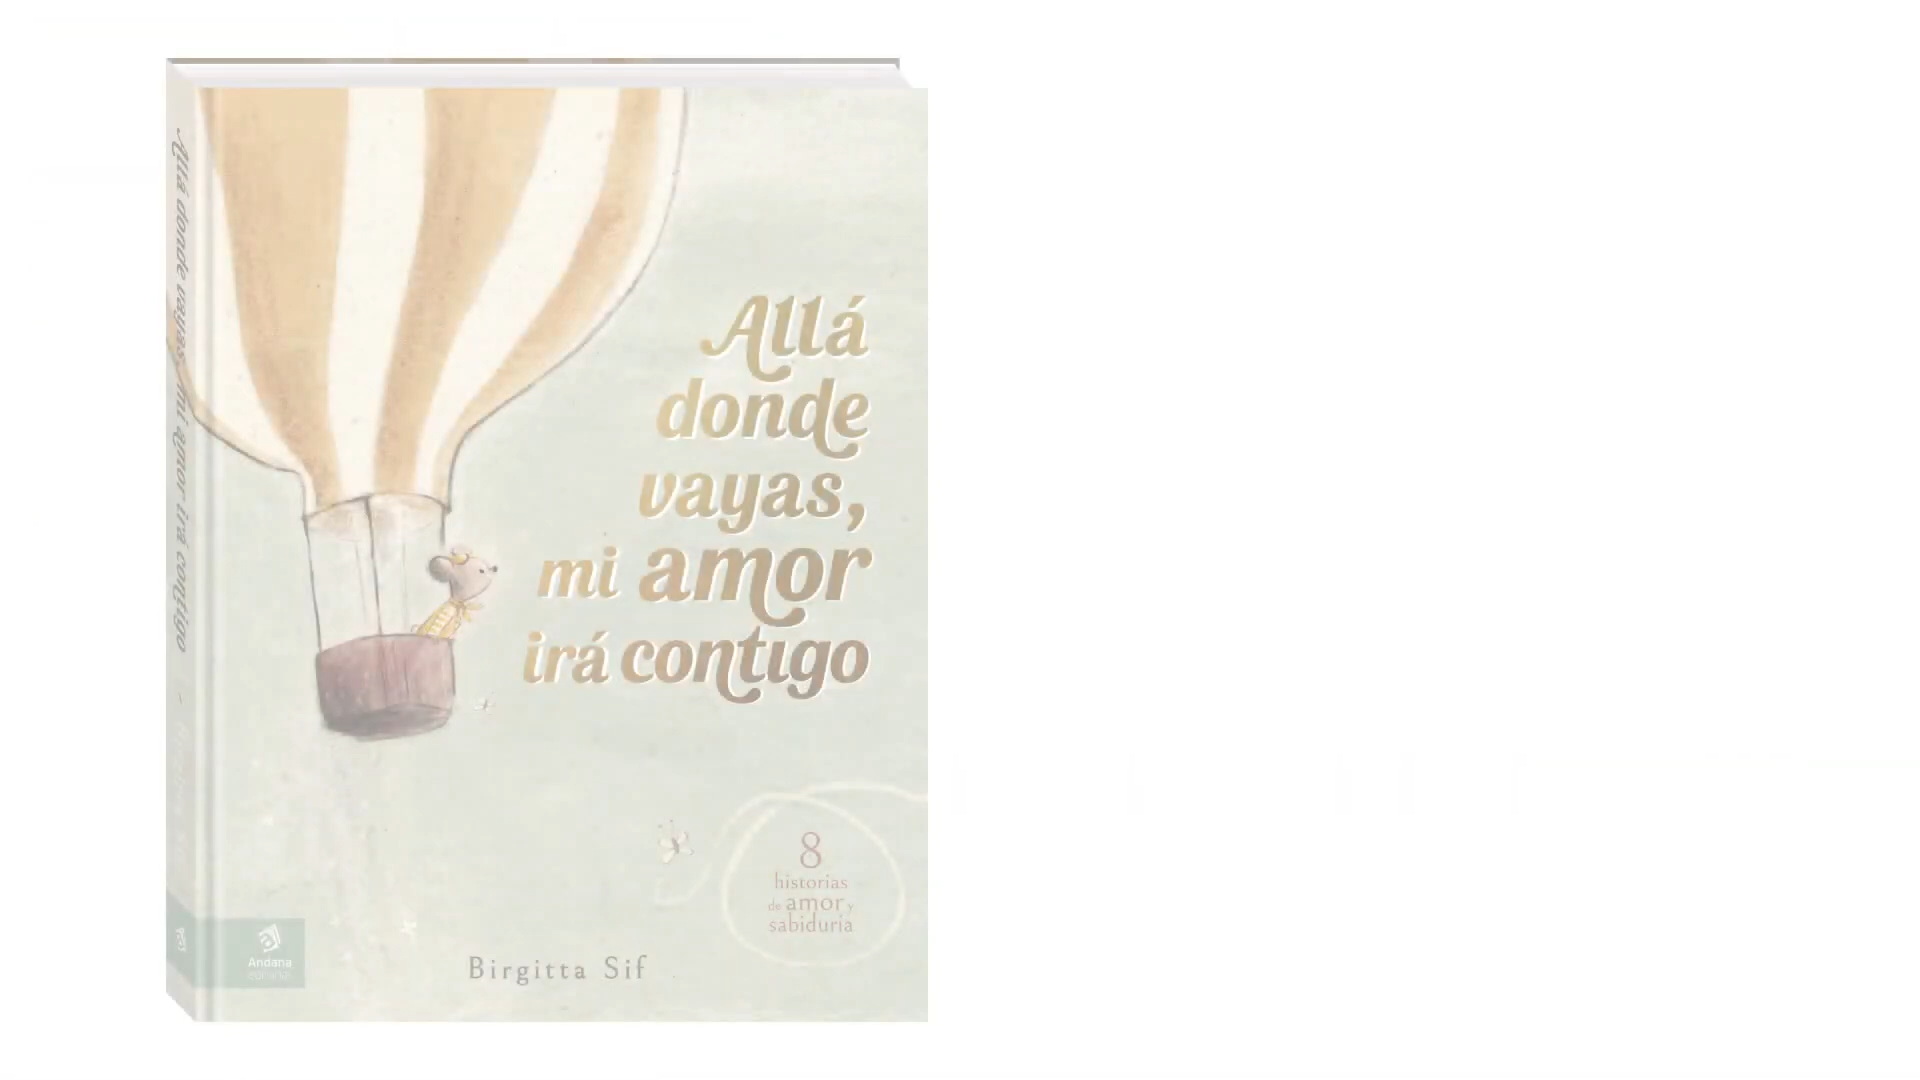 Allá donde vayas, mi amor irá contigo
Allá
donde
vayas,
mi amor
irá contigo
8
historias
de amor y
sabiduría
Andana
Birgitta Sif